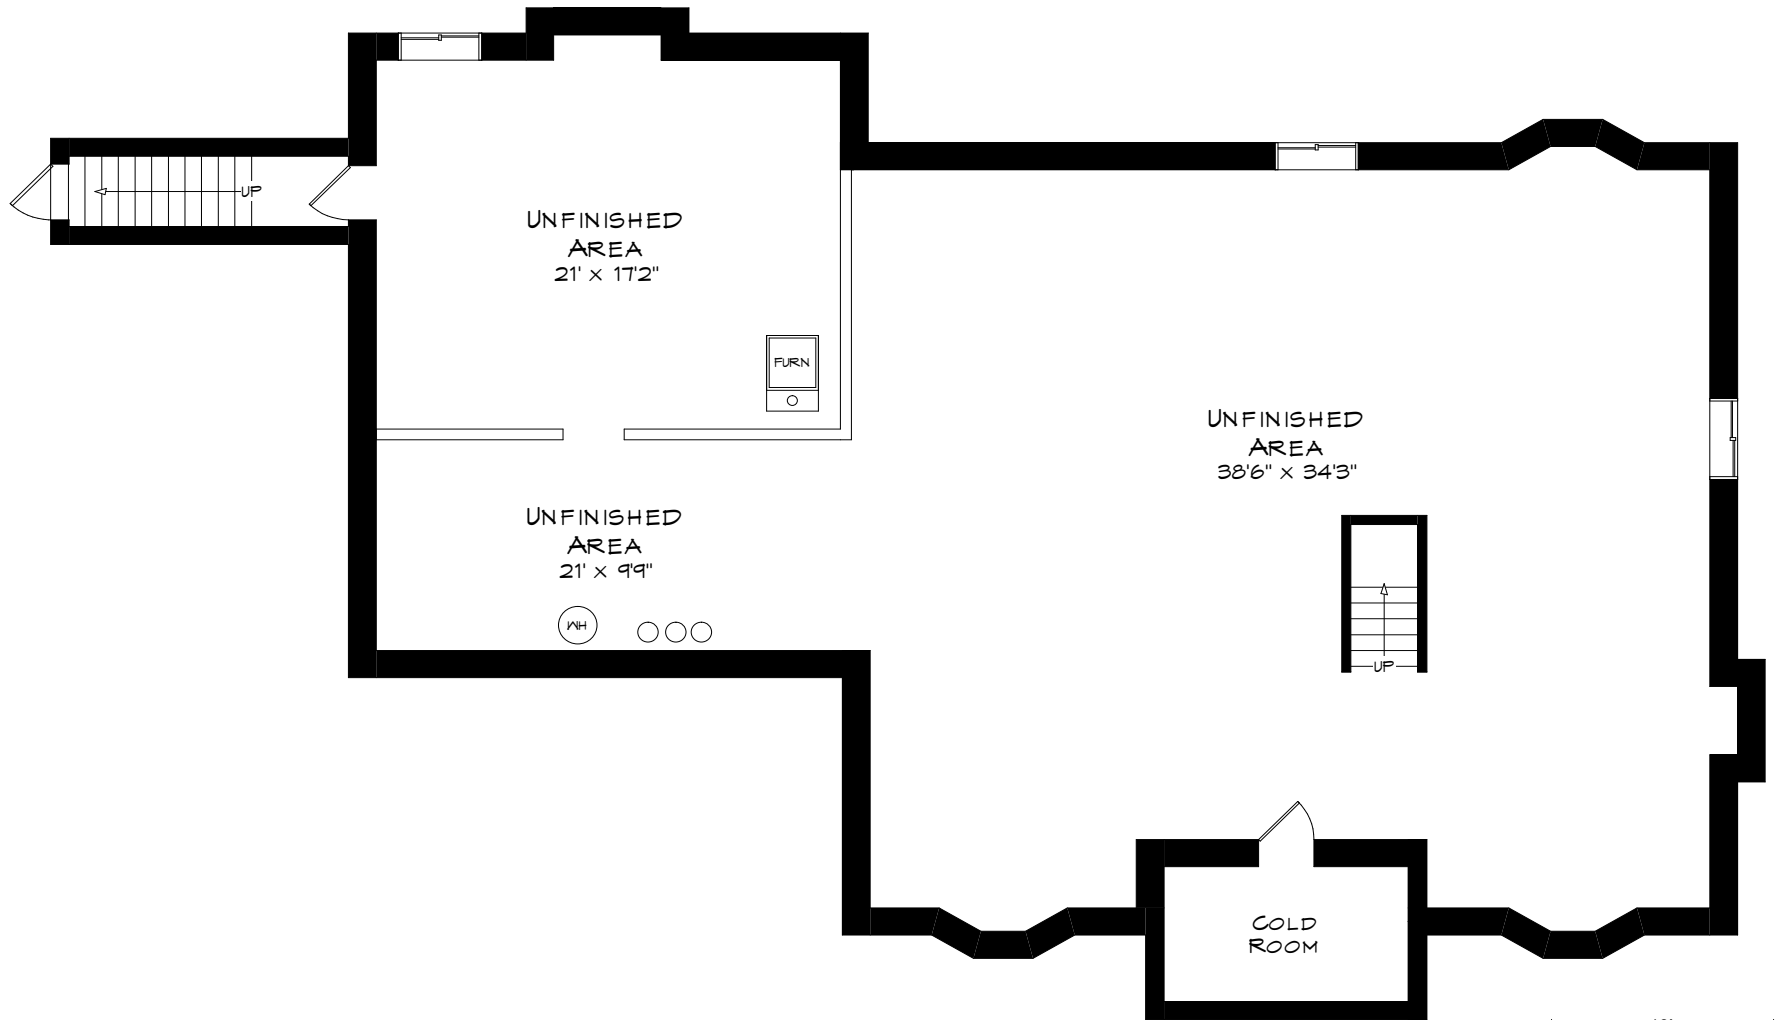 UP
UNFINISHED
AREA
21' x 17'2"
FURN
UNFINISHED
AREA
38'6" x 34'3"
UNFINISHED
AREA
21' x 9'9"
WH
UP
COLD
ROOM